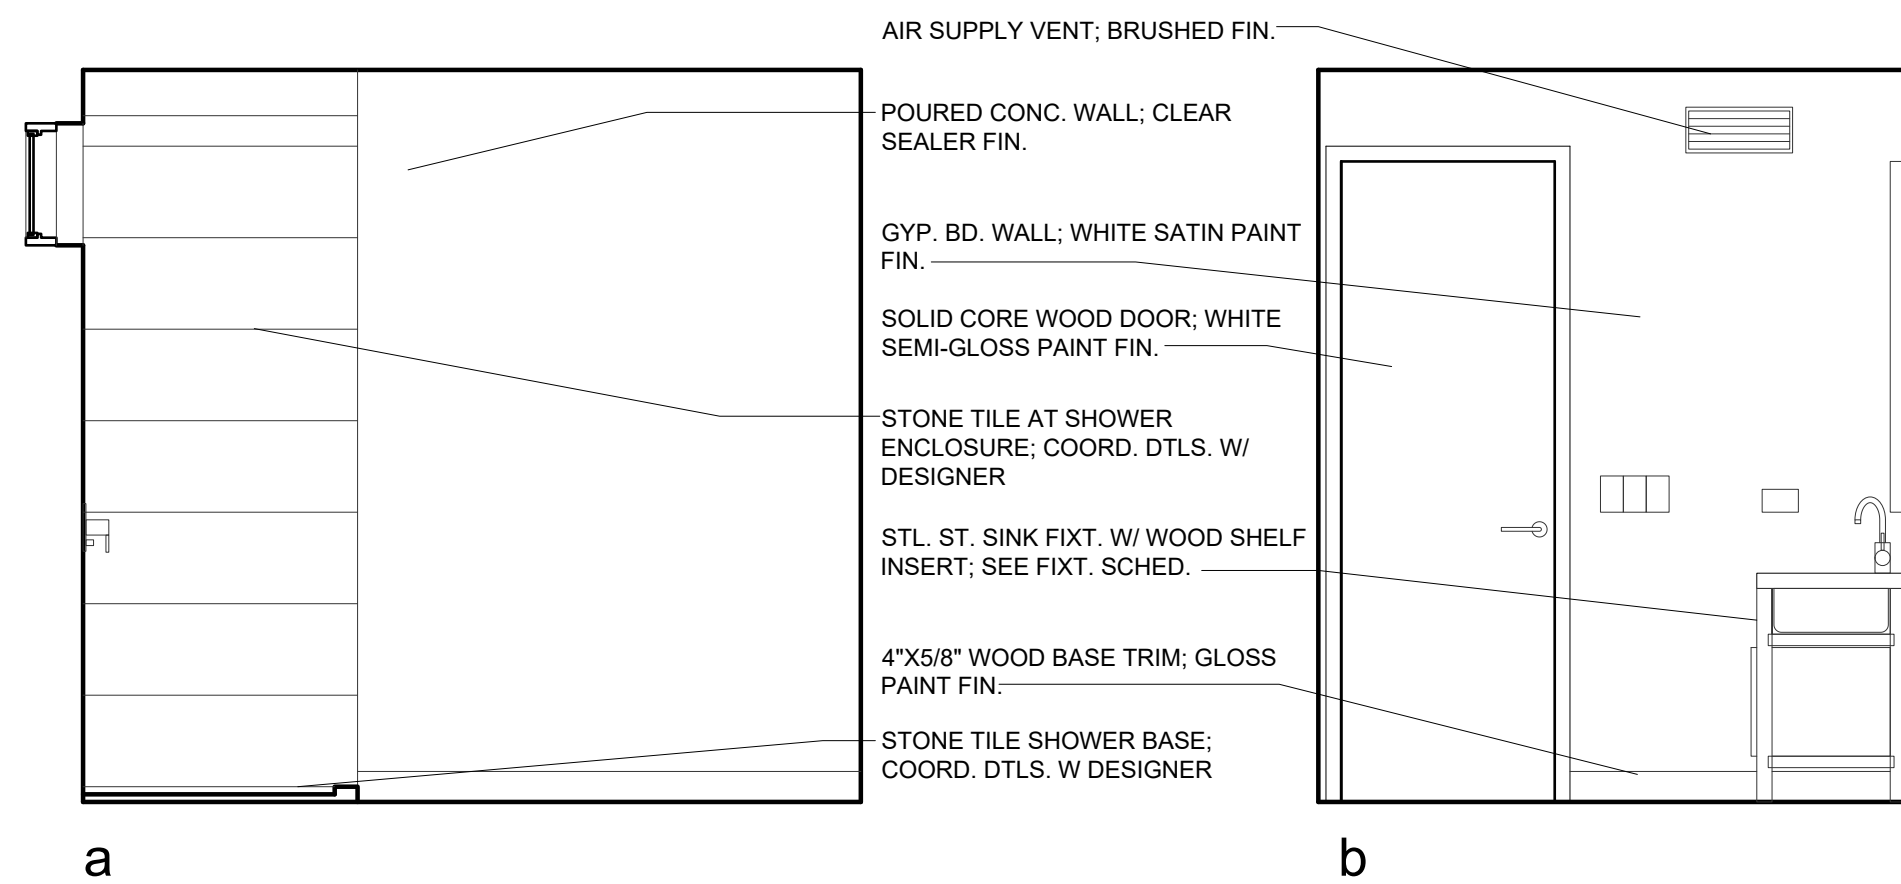 AIR SUPPLY VENT; BRUSHED FIN.
POURED CONC. WALL; CLEAR
SEALER FIN.
GYP. BD. WALL; WHITE SATIN PAINT
FIN.
SOLID CORE WOOD DOOR; WHITE
SEMI-GLOSS PAINT FIN.
STONE TILE AT SHOWER
ENCLOSURE; COORD. DTLS. W/
DESIGNER
STL. ST. SINK FIXT. W/ WOOD SHELF
INSERT; SEE FIXT. SCHED.
4"X5/8" WOOD BASE TRIM; GLOSS
PAINT FIN.
STONE TILE SHOWER BASE;
COORD. DTLS. W DESIGNER
a
b